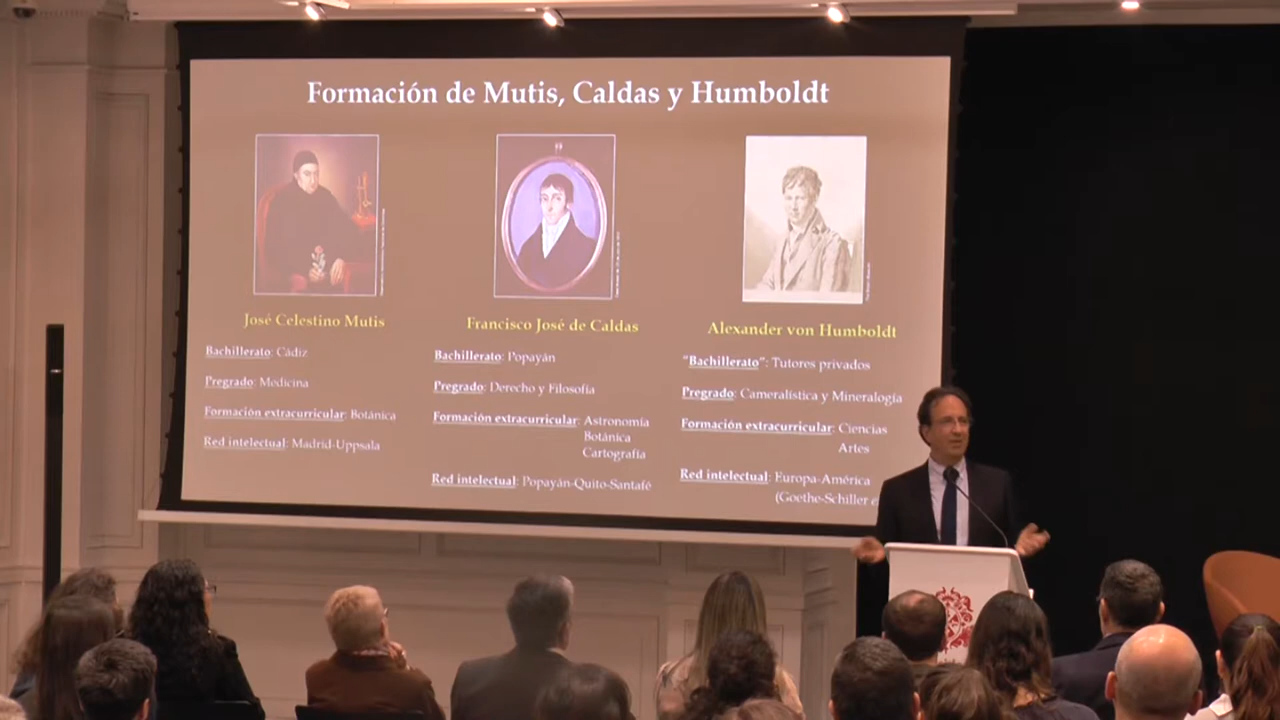 Formación de Mutis, Caldas y Humboldt
José Celestino Mutis
Bachillerato: Cádiz
Pregrado: Medicina
Formación extracurricular: Botánica
Red intelectual: Madrid-Uppsala
Francisco José de Caldas
Bachillerato: Popayán
Pregrado: Derecho y Filosofía
Formación extracurricular: Astronomía
Botánica
Cartografía
Red intelectual: Popayán-Quito-Santafé
Alexander von Humboldt
“Bachillerato”: Tutores privados
Pregrado: Cameralística y Mineralogía
Formación extracurricular: Ciencias
Artes
Red intelectual: Europa-América
(Goethe-Schiller